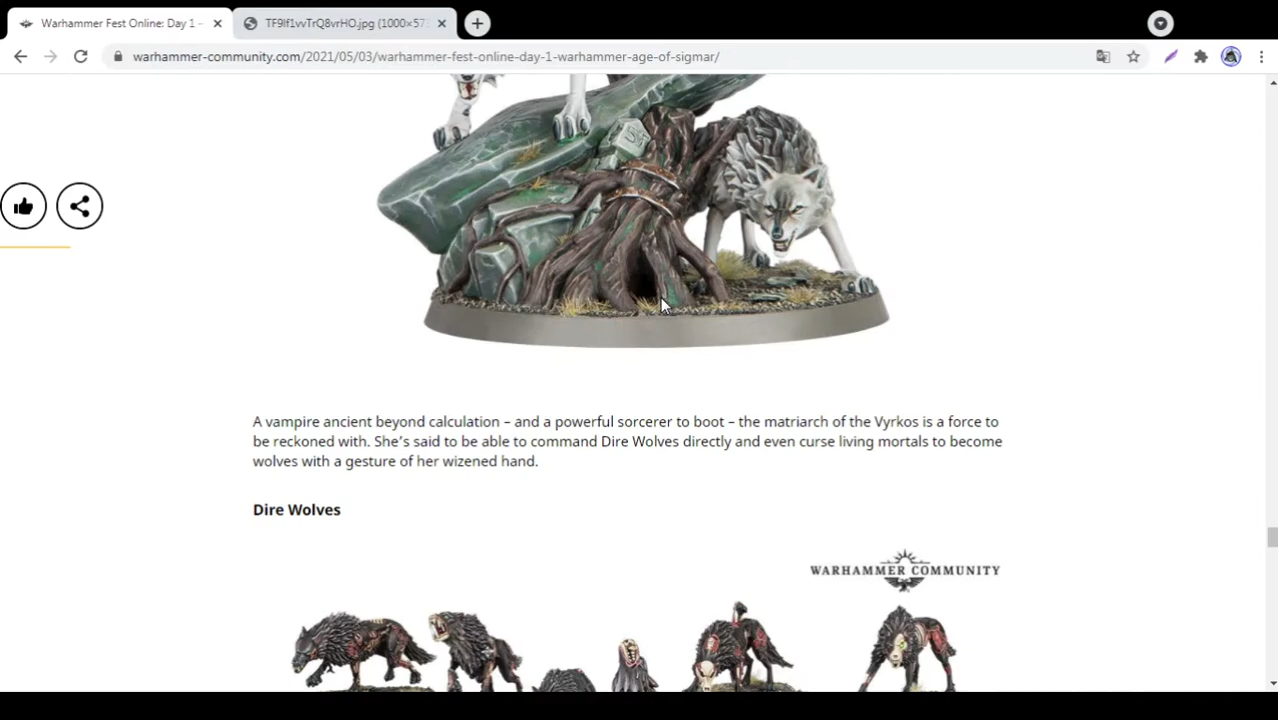 Warhammer Fest Online: Day 1 –
TF9If1vvTrQ8vrHO.jpg (1000×57
warhammer-community.com/2021/05/03/warhammer-fest-online-day-1-warhammer-age-of-sigmar/
A vampire ancient beyond calculation – and a powerful sorcerer to boot – the matriarch of the Vyrkos is a force to
be reckoned with. She's said to be able to command Dire Wolves directly and even curse living mortals to become
wolves with a gesture of her wizened hand.
Dire Wolves
WARHAMMER COMMUNITY